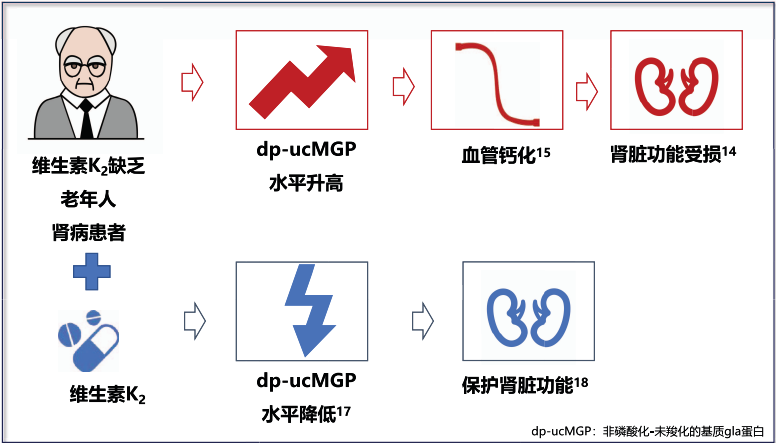 维生素K₂缺乏
老年人
肾病患者
dp-ucMGP
水平升高
血管钙化¹⁵
肾脏功能受损¹⁴
维生素K₂
dp-ucMGP
水平降低¹⁷
保护肾脏功能¹⁸
dp-ucMGP：非磷酸化-未羧化的基质gla蛋白